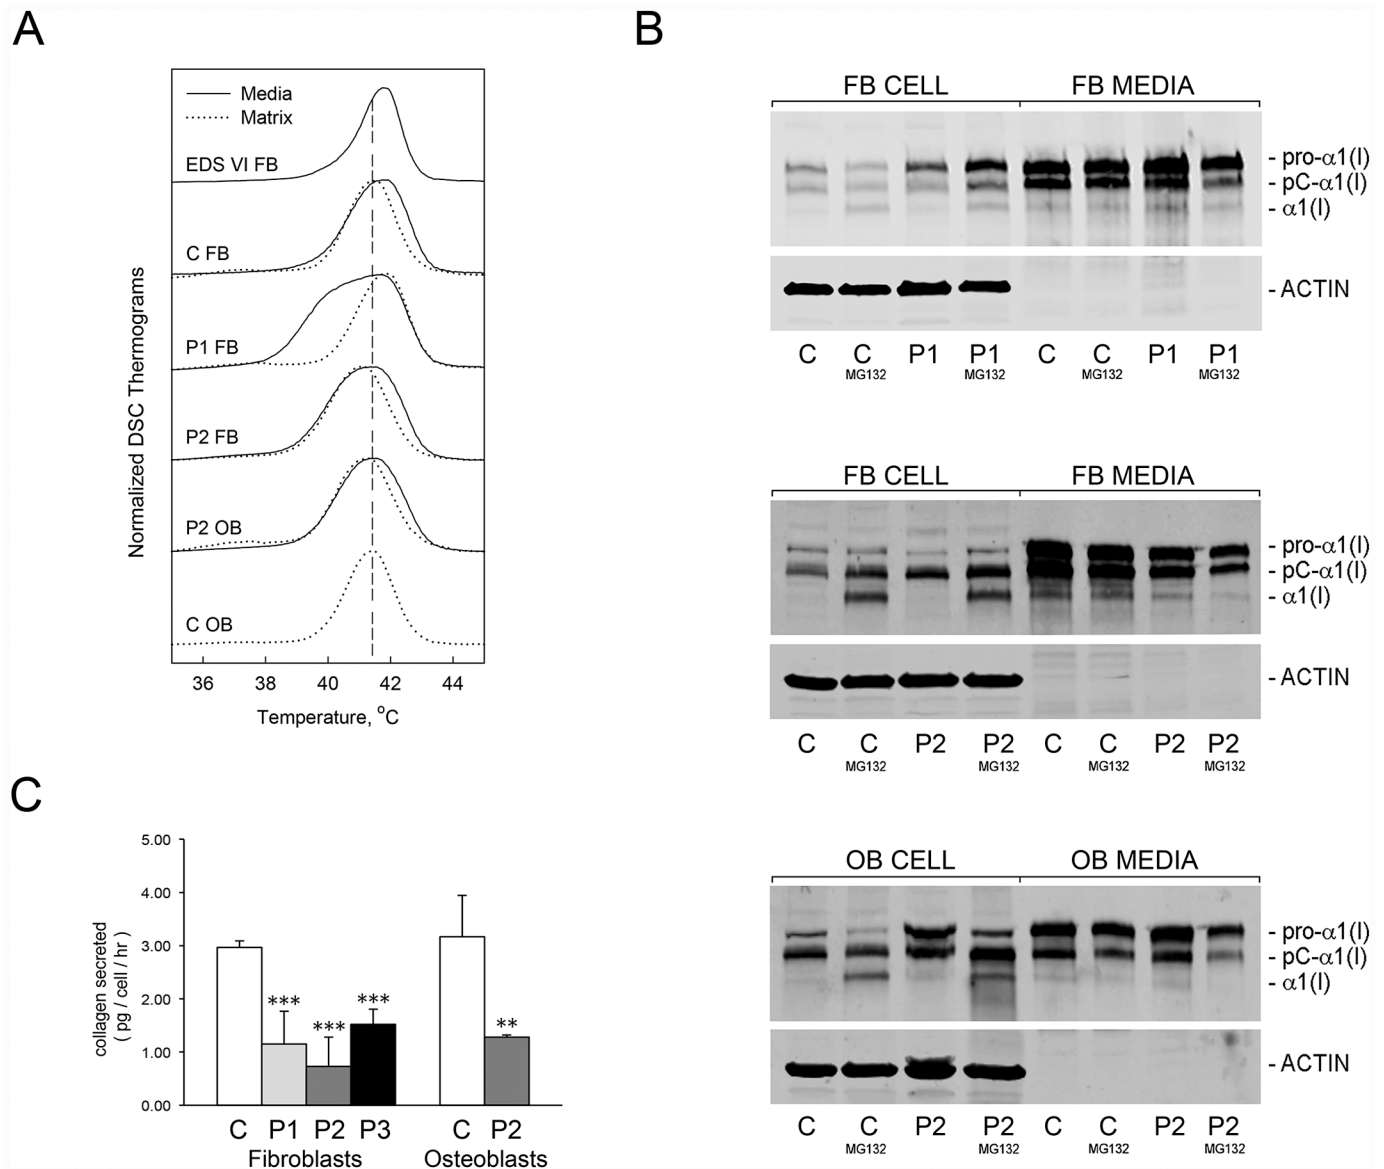 A
Media
Matrix
EDS VI FB
C FB
P1 FB
P2 FB
P2 OB
C OB
Normalized DSC Thermograms
36 38 40 42 44
Temperature, °C
B
FB CELL FB MEDIA
- pro-α1(I)
- pC-α1(I)
- α1(I)
- ACTIN
C C P1 P1 C C P1 P1
MG132 MG132 MG132 MG132
FB CELL FB MEDIA
- pro-α1(I)
- pC-α1(I)
- α1(I)
- ACTIN
C C P2 P2 C C P2 P2
MG132 MG132 MG132 MG132
OB CELL OB MEDIA
- pro-α1(I)
- pC-α1(I)
- α1(I)
- ACTIN
C C P2 P2 C C P2 P2
MG132 MG132 MG132 MG132
C
collagen secreted
( pg / cell / hr )
5.00
4.00
3.00
2.00
1.00
0.00
*** *** *** **
C P1 P2 P3 C P2
Fibroblasts Osteoblasts